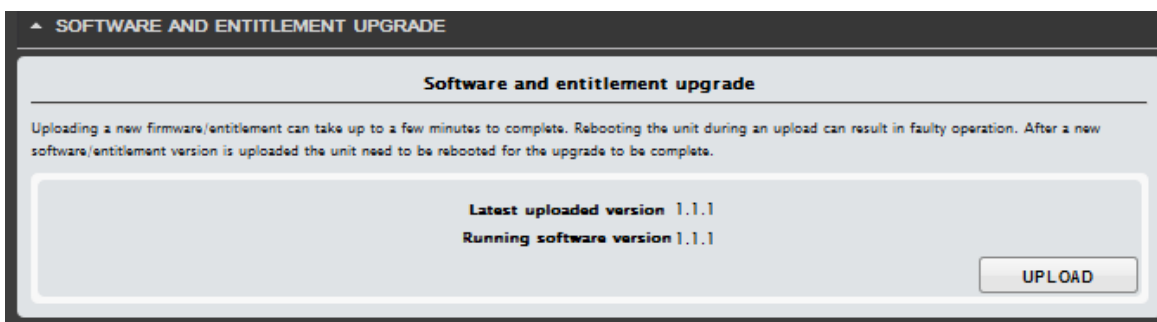 SOFTWARE AND ENTITLEMENT UPGRADE
Software and entitlement upgrade
Uploading a new firmware/entitlement can take up to a few minutes to complete. Rebooting the unit during an upload can result in faulty operation. After a new
software/entitlement version is uploaded the unit need to be rebooted for the upgrade to be complete.
Latest uploaded version 1.1.1
Running software version 1.1.1
UPLOAD